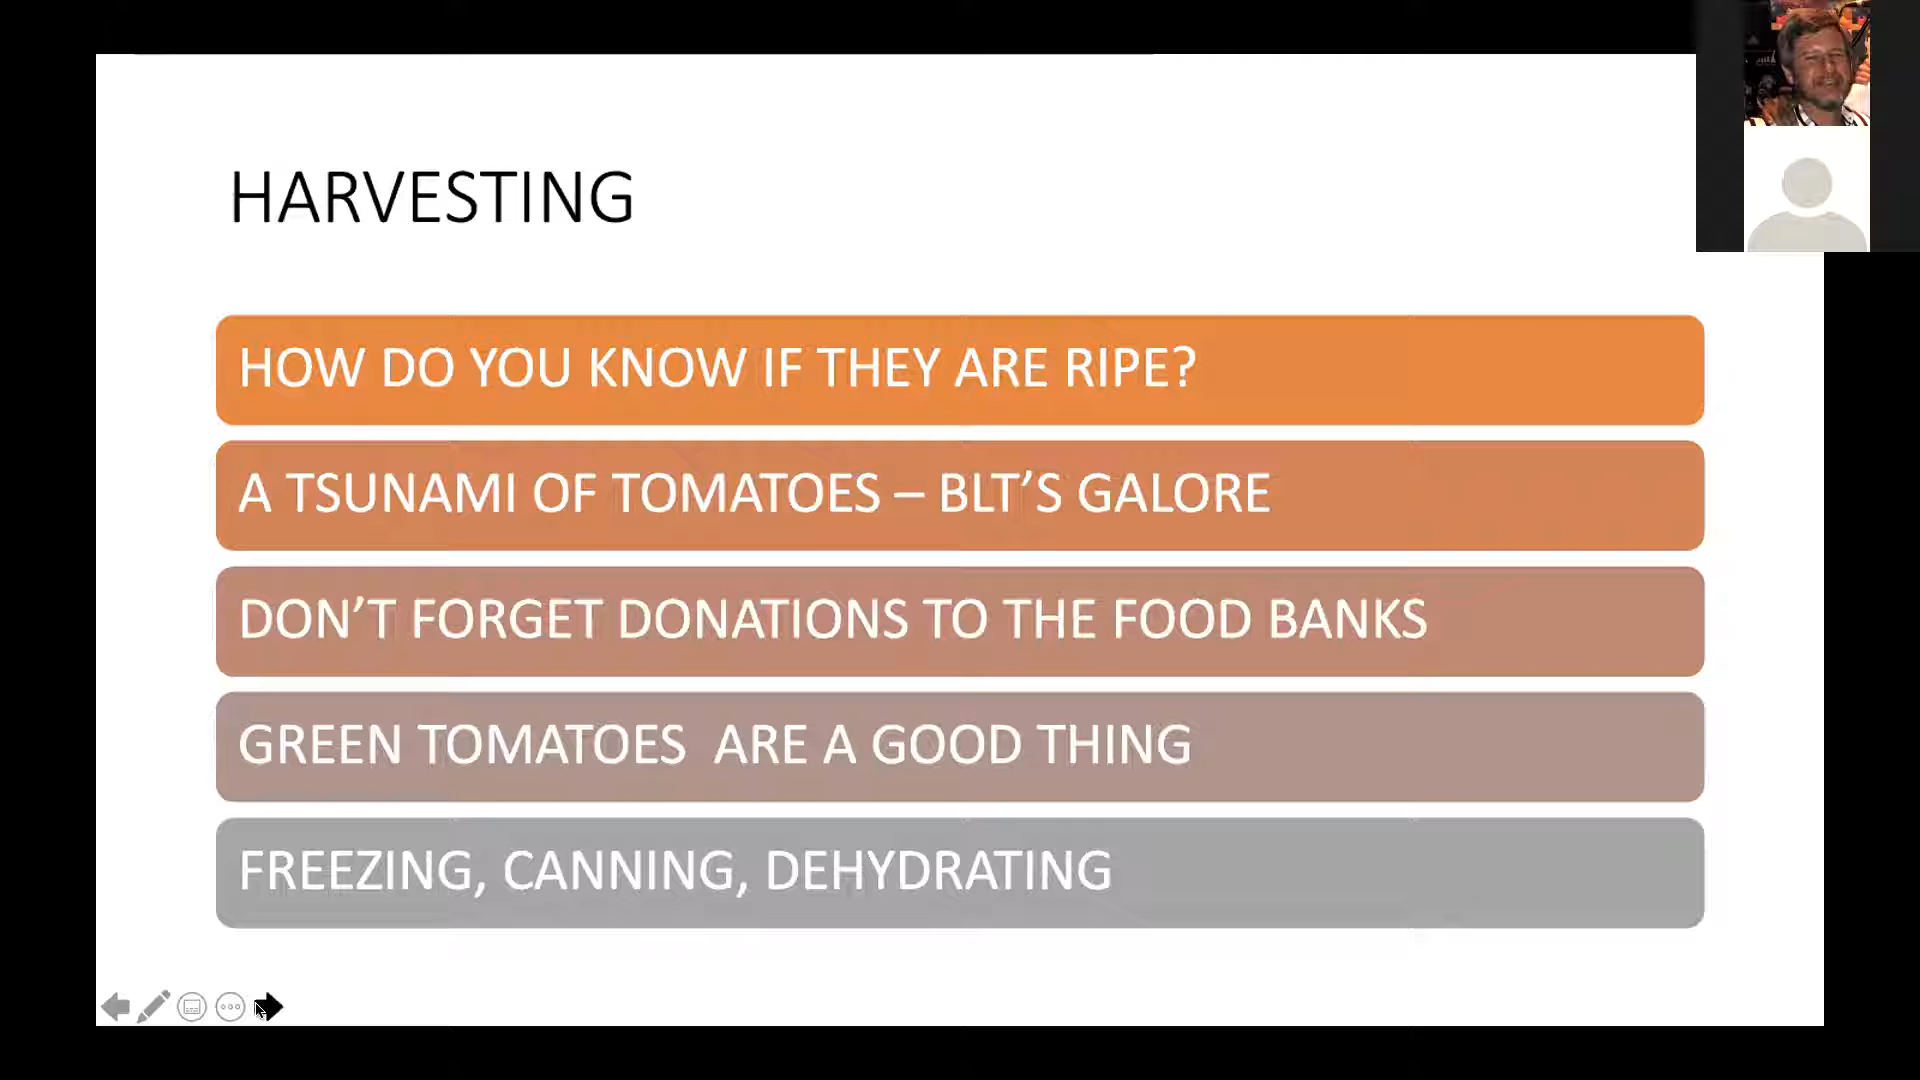 HARVESTING
HOW DO YOU KNOW IF THEY ARE RIPE?
A TSUNAMI OF TOMATOES – BLT’S GALORE
DON’T FORGET DONATIONS TO THE FOOD BANKS
GREEN TOMATOES  ARE A GOOD THING
FREEZING, CANNING, DEHYDRATING